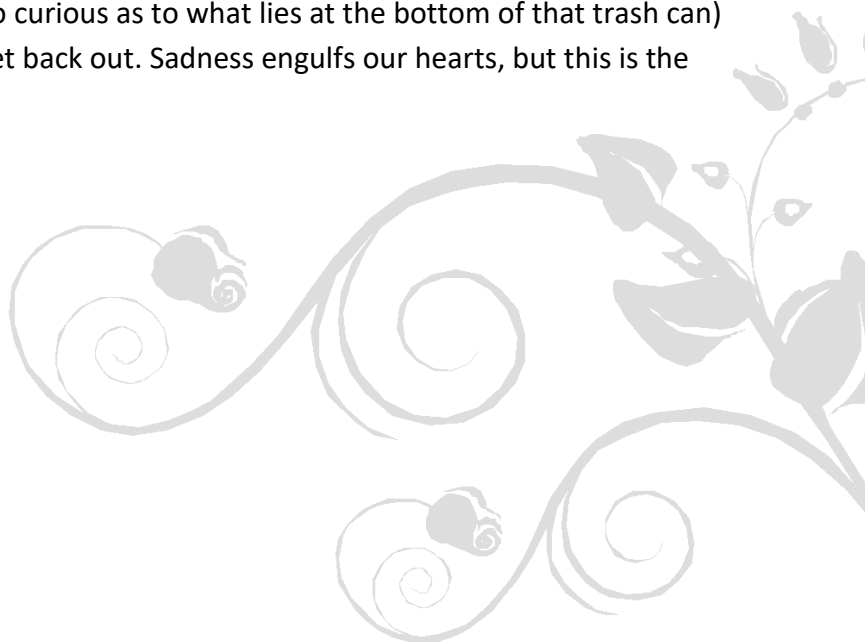 curious as to what lies at the bottom of that trash can)
et back out. Sadness engulfs our hearts, but this is the